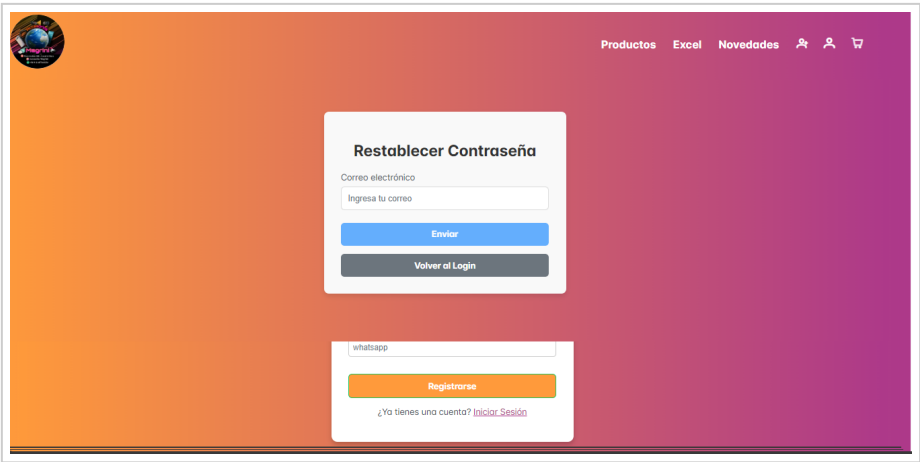 Megrini
Productos Excel Novedades
Restablecer Contraseña
Correo electrónico
Ingresa tu correo
Enviar
Volver al Login
whatsapp
Registrarse
¿Ya tienes una cuenta? Iniciar Sesión